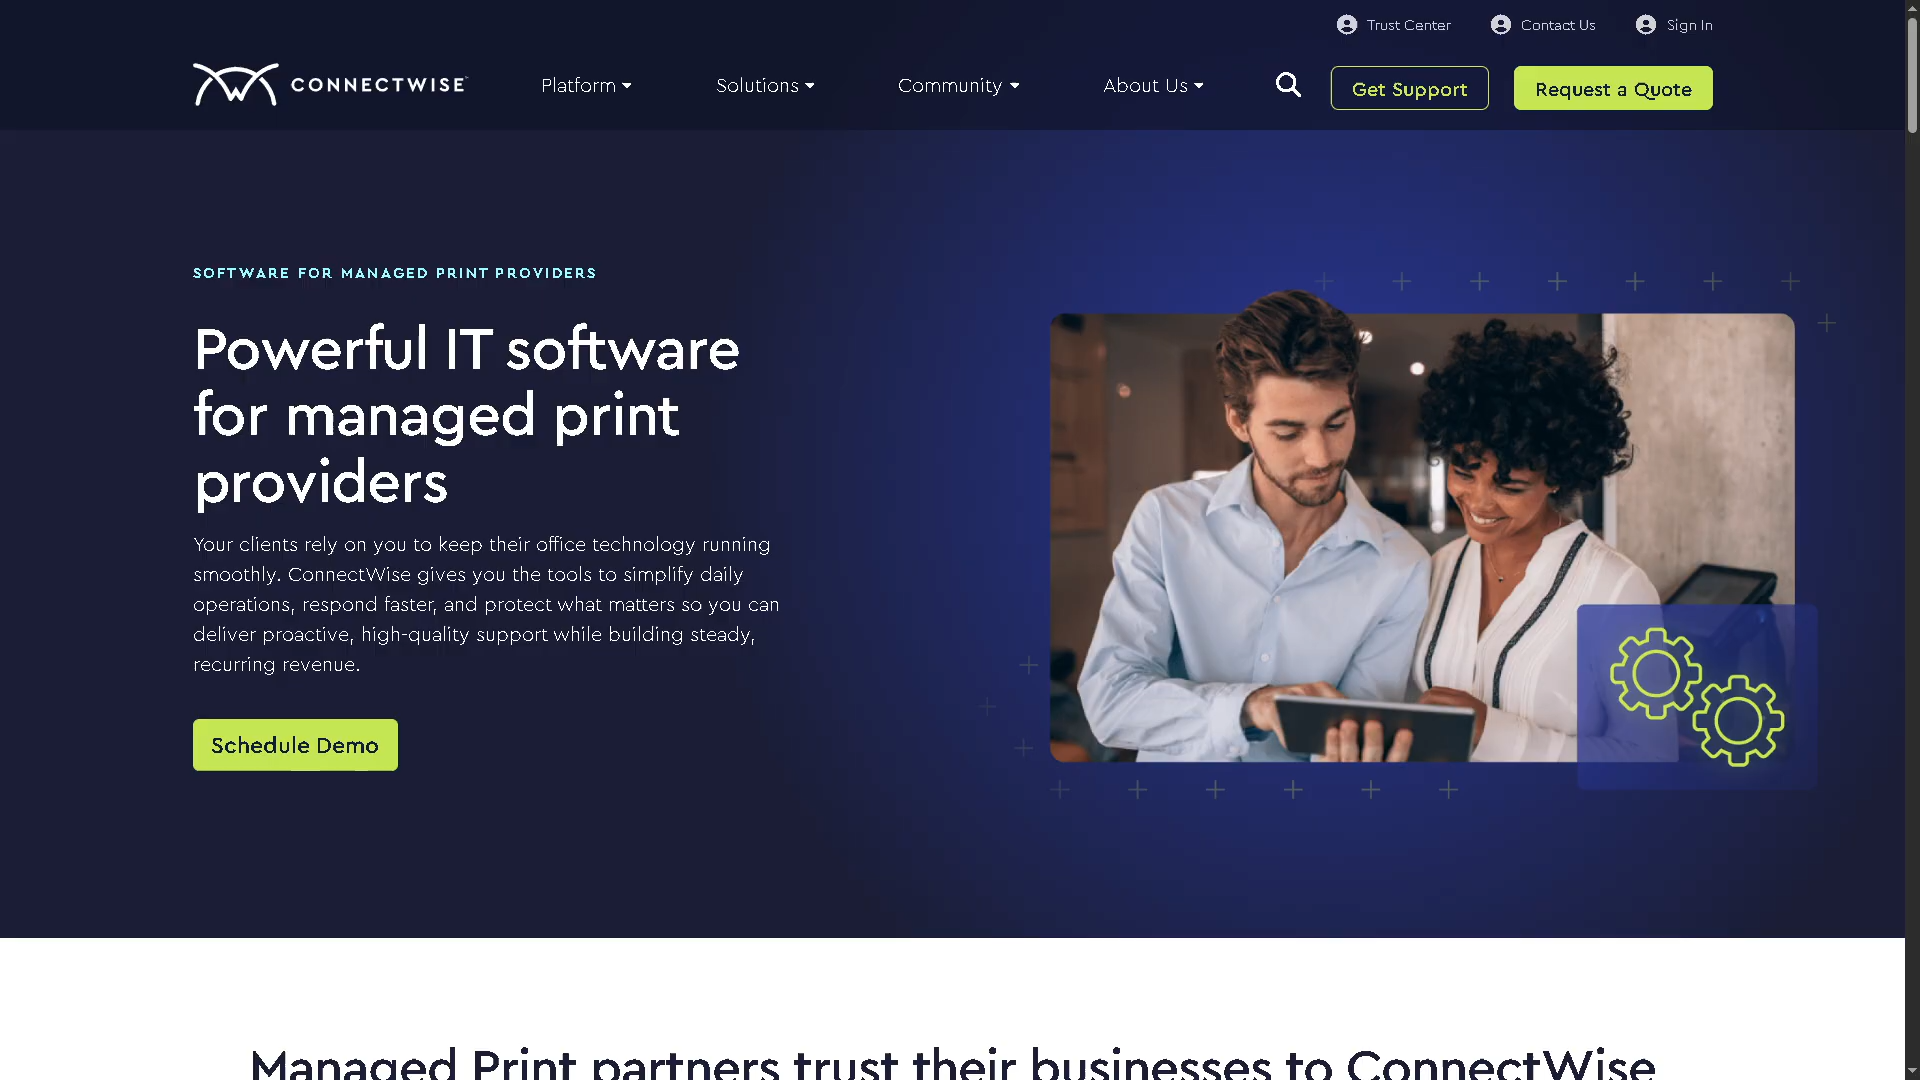 Trust Center
Contact Us
Sign In
CONNECTWISE
Platform
Solutions
Community
About Us
Get Support
Request a Quote
SOFTWARE FOR MANAGED PRINT PROVIDERS
Powerful IT software
for managed print
providers
Your clients rely on you to keep their office technology running
smoothly. ConnectWise gives you the tools to simplify daily
operations, respond faster, and protect what matters so you can
deliver proactive, high-quality support while building steady,
recurring revenue.
Schedule Demo
Managed Print partners trust their businesses to ConnectWise